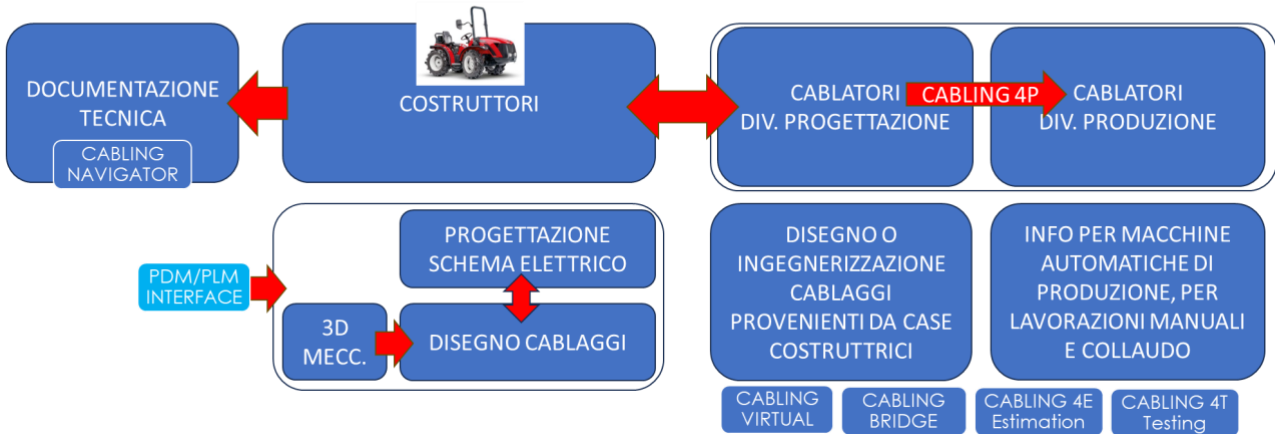 DOCUMENTAZIONE
TECNICA
CABLING
NAVIGATOR
COSTRUTTORI
CABLATORI
DIV. PROGETTAZIONE
CABLING 4P
CABLATORI
DIV. PRODUZIONE
PDM/PLM
INTERFACE
PROGETTAZIONE
SCHEMA ELETTRICO
3D
MECC.
DISEGNO CABLAGGI
DISEGNO O
INGEGNERIZZAZIONE
CABLAGGI
PROVENIENTI DA CASE
COSTRUTTRICI
INFO PER MACCHINE
AUTOMATICHE DI
PRODUZIONE, PER
LAVORAZIONI MANUALI
E COLLAUDO
CABLING
VIRTUAL
CABLING
BRIDGE
CABLING 4E
Estimation
CABLING 4T
Testing